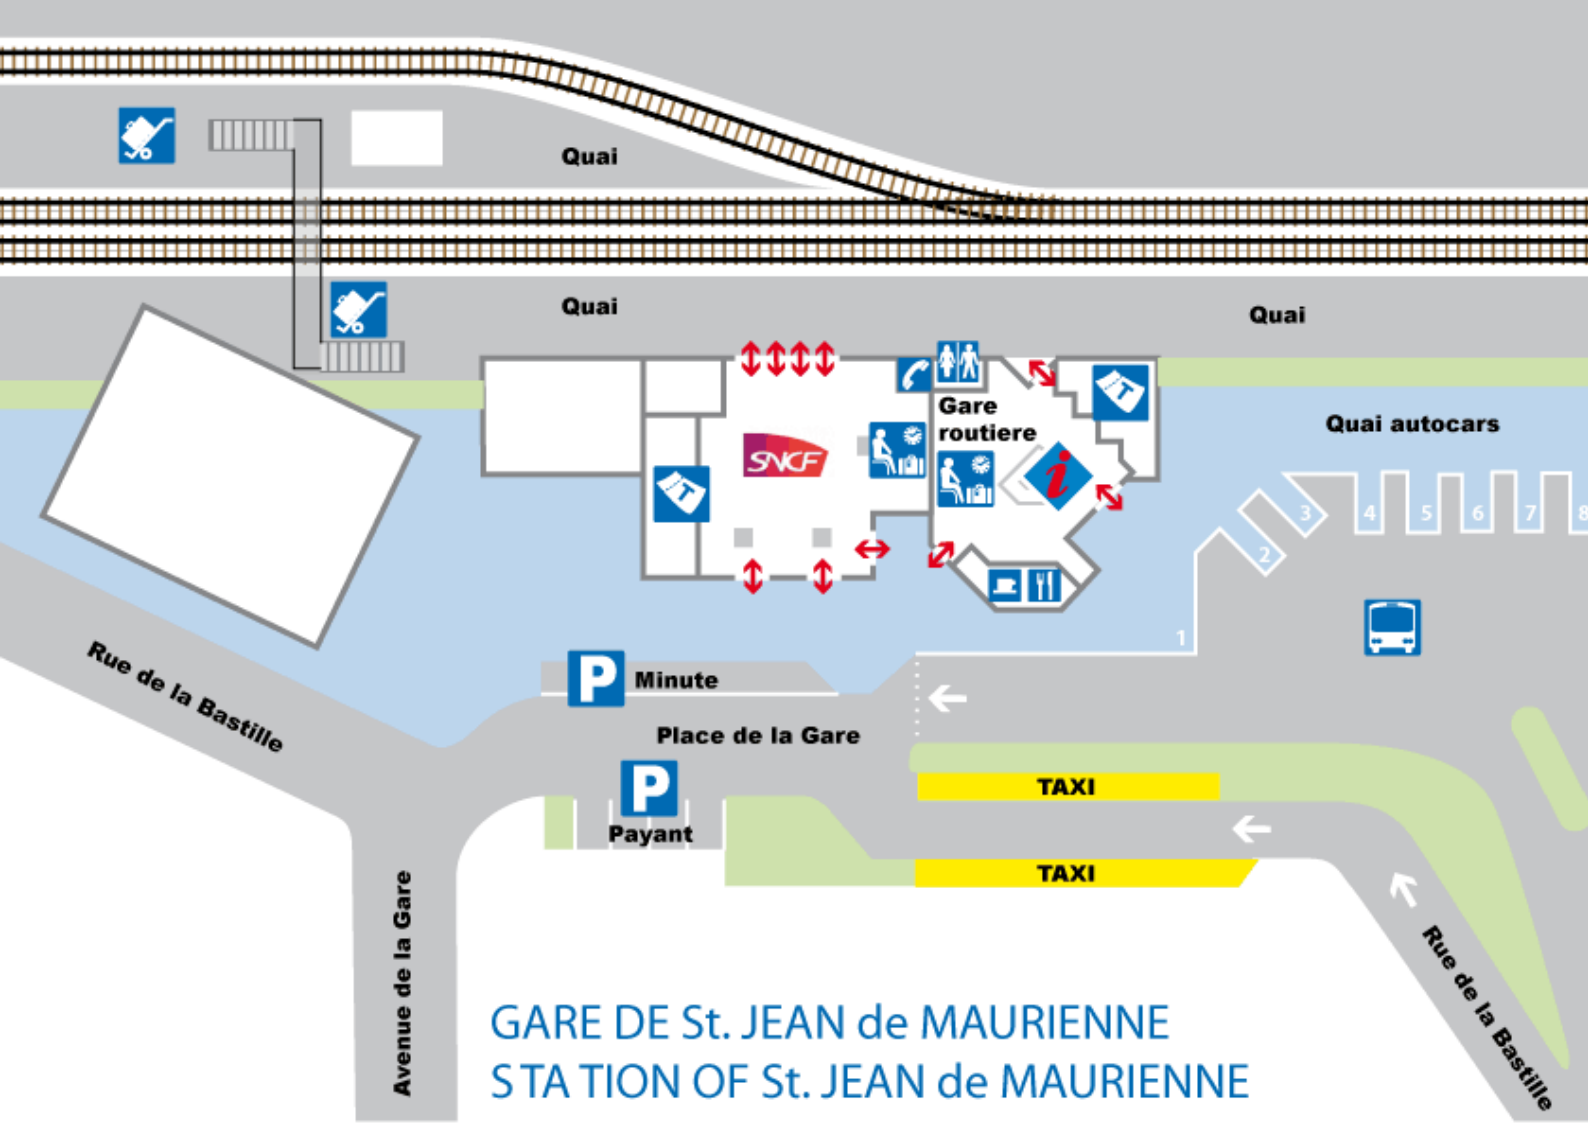 Quai
Quai
Quai
Gare
routiere
SNCF
T
T
i
Quai autocars
1
2
3
4
5
6
7
8
Rue de la Bastille
P Minute
Place de la Gare
P
Payant
TAXI
TAXI
Avenue de la Gare
Rue de la Bastille
GARE DE St. JEAN de MAURIENNE
STATION OF St. JEAN de MAURIENNE